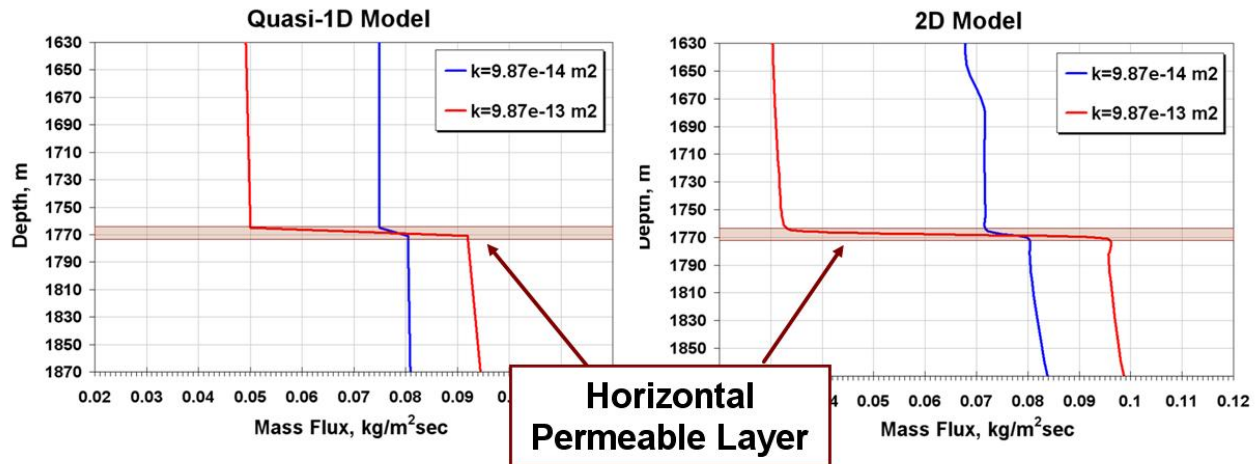 Quasi-1D Model
1630
1650
1670
1690
1710
1730
1750
1770
1790
1810
1830
1850
1870
Depth, m
k=9.87e-14 m2
k=9.87e-13 m2
0.02 0.03 0.04 0.05 0.06 0.07 0.08 0.09
Mass Flux, kg/m²sec
2D Model
1630
1650
1670
1690
1710
1730
1750
1770
1790
1810
1830
1850
Depth, m
k=9.87e-14 m2
k=9.87e-13 m2
4 0.05 0.06 0.07 0.08 0.09 0.1 0.11 0.12
Mass Flux, kg/m²sec
Horizontal
Permeable Layer